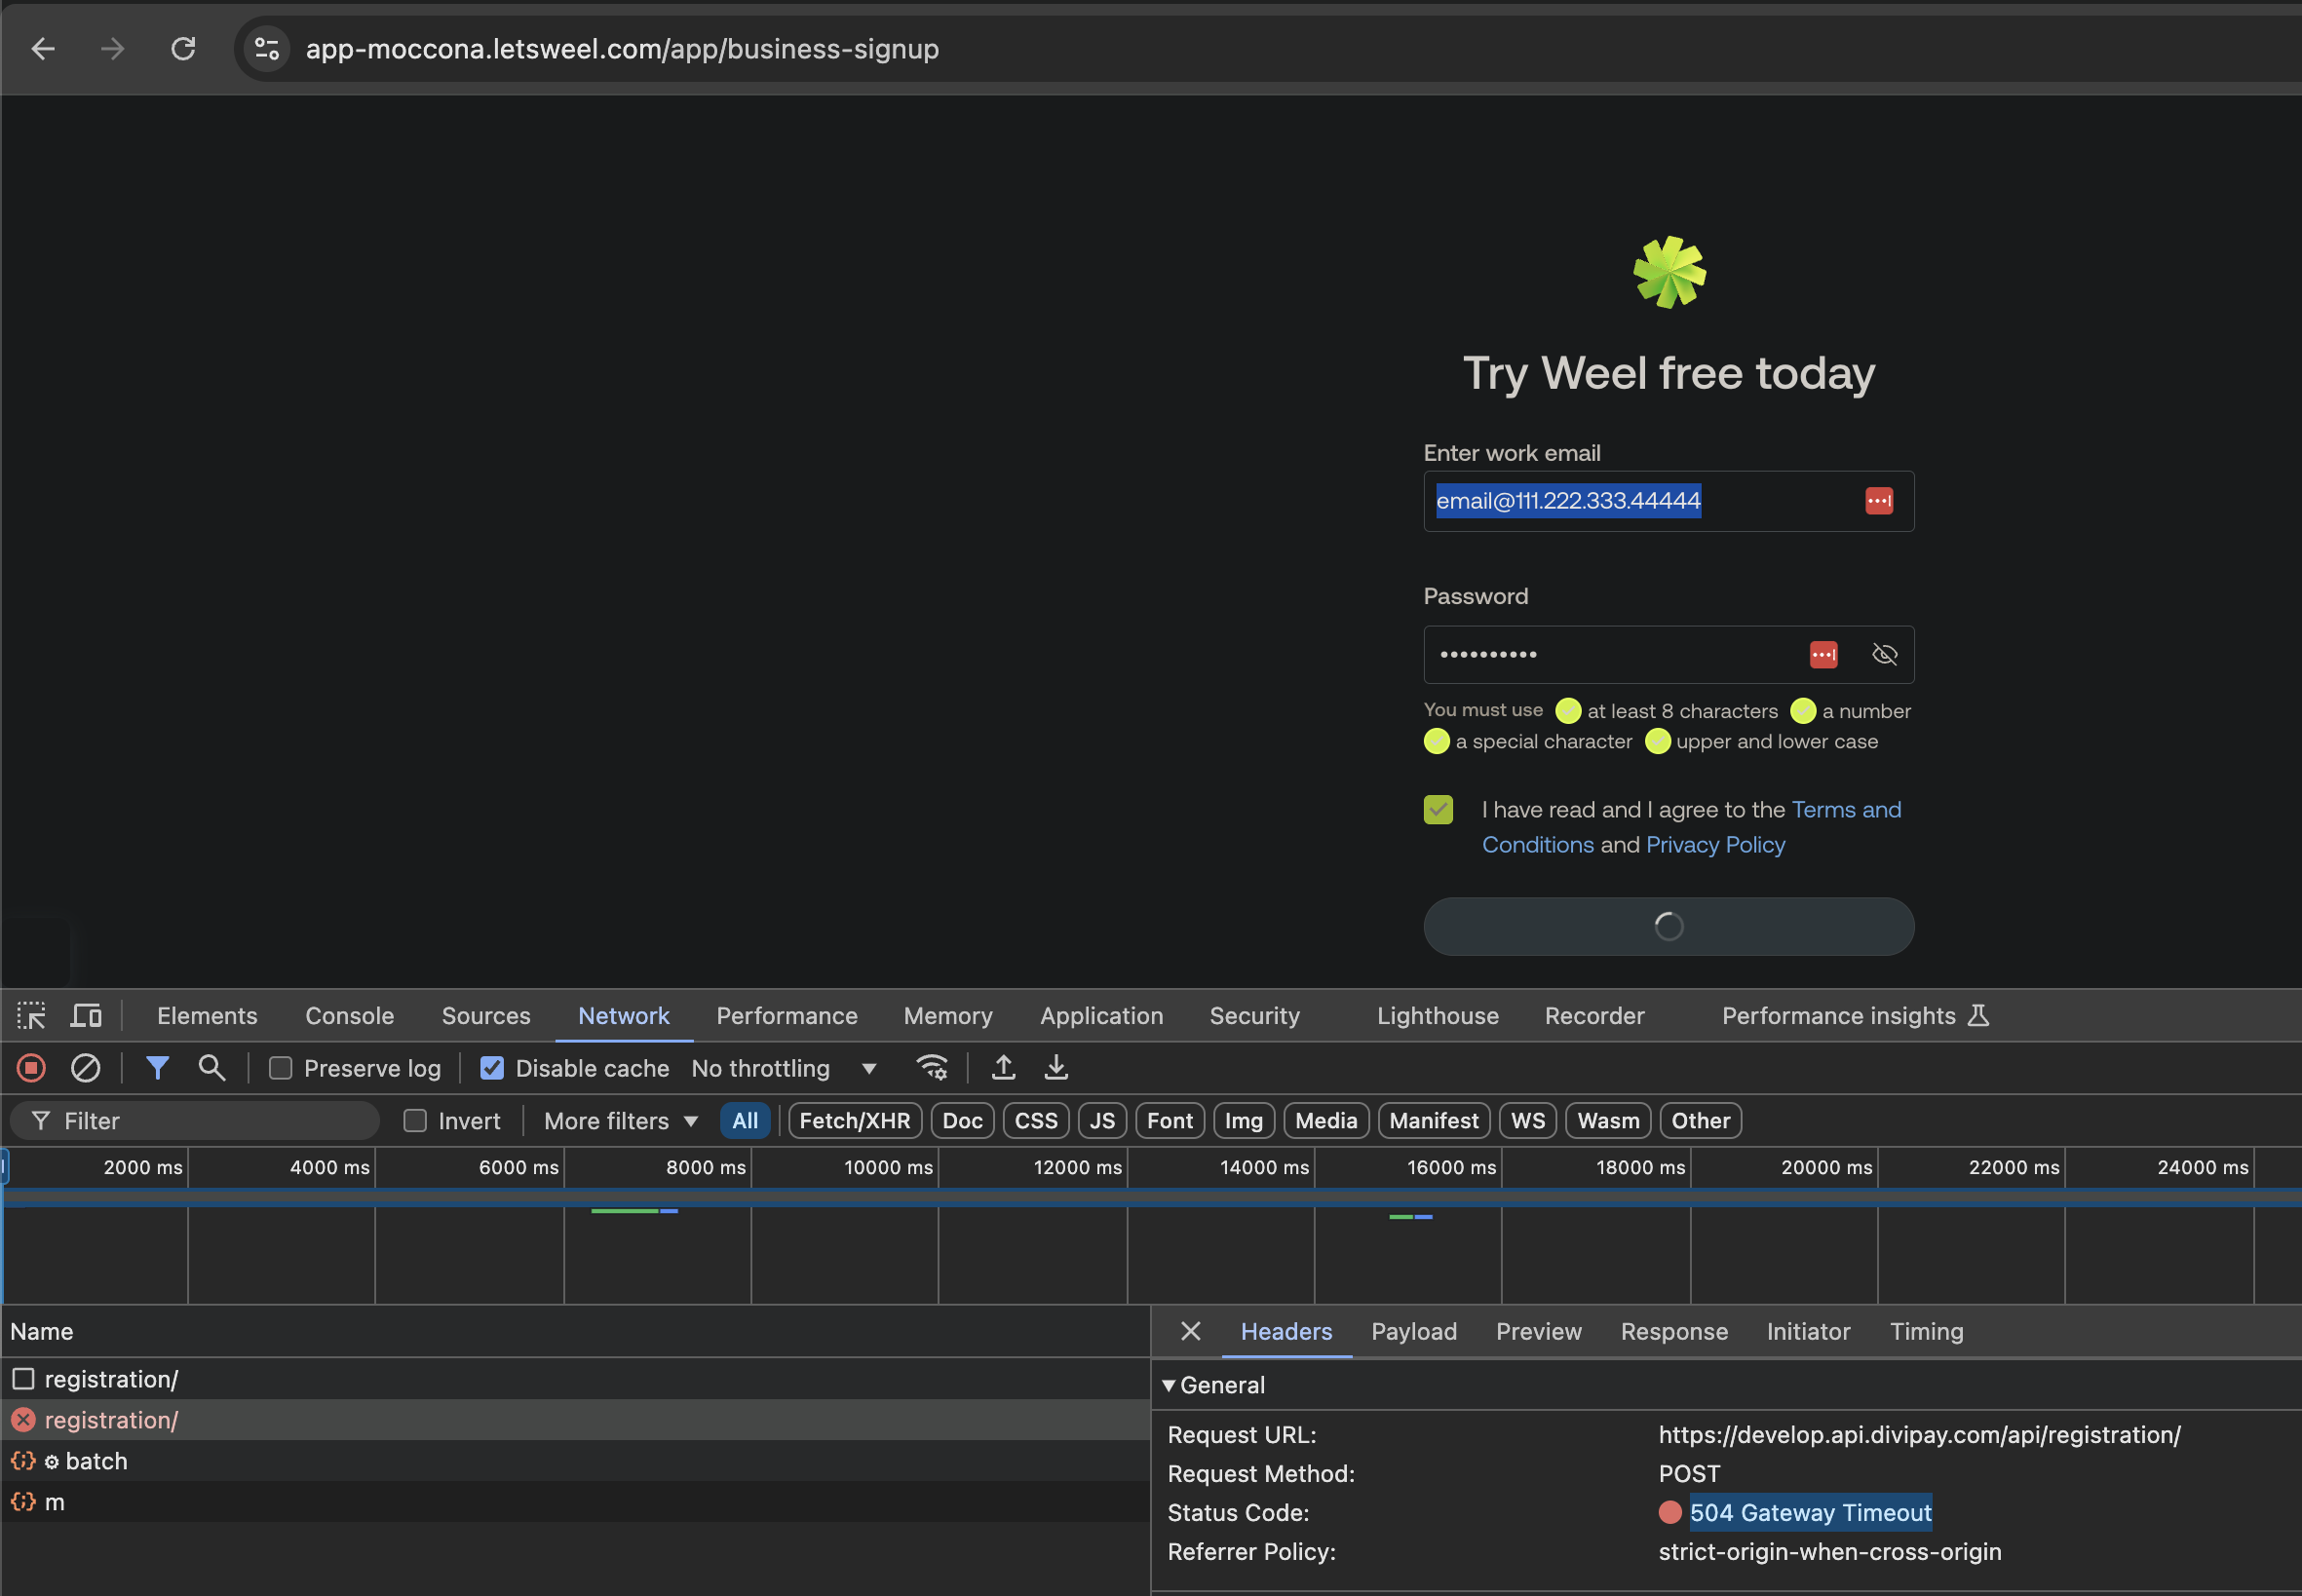 app-moccona.letsweel.com/app/business-signup
Try Weel free today
Enter work email
email@111.222.333.44444
Password
••••••••••
You must use at least 8 characters a number
a special character upper and lower case
I have read and I agree to the Terms and
Conditions and Privacy Policy
Elements Console Sources Network Performance Memory Application Security Lighthouse Recorder Performance insights
Preserve log Disable cache No throttling
Filter Invert More filters All Fetch/XHR Doc CSS JS Font Img Media Manifest WS Wasm Other
2000 ms 4000 ms 6000 ms 8000 ms 10000 ms 12000 ms 14000 ms 16000 ms 18000 ms 20000 ms 22000 ms 24000 ms
Name
registration/
registration/
batch
m
Headers Payload Preview Response Initiator Timing
General
Request URL: https://develop.api.divipay.com/api/registration/
Request Method: POST
Status Code: 504 Gateway Timeout
Referrer Policy: strict-origin-when-cross-origin